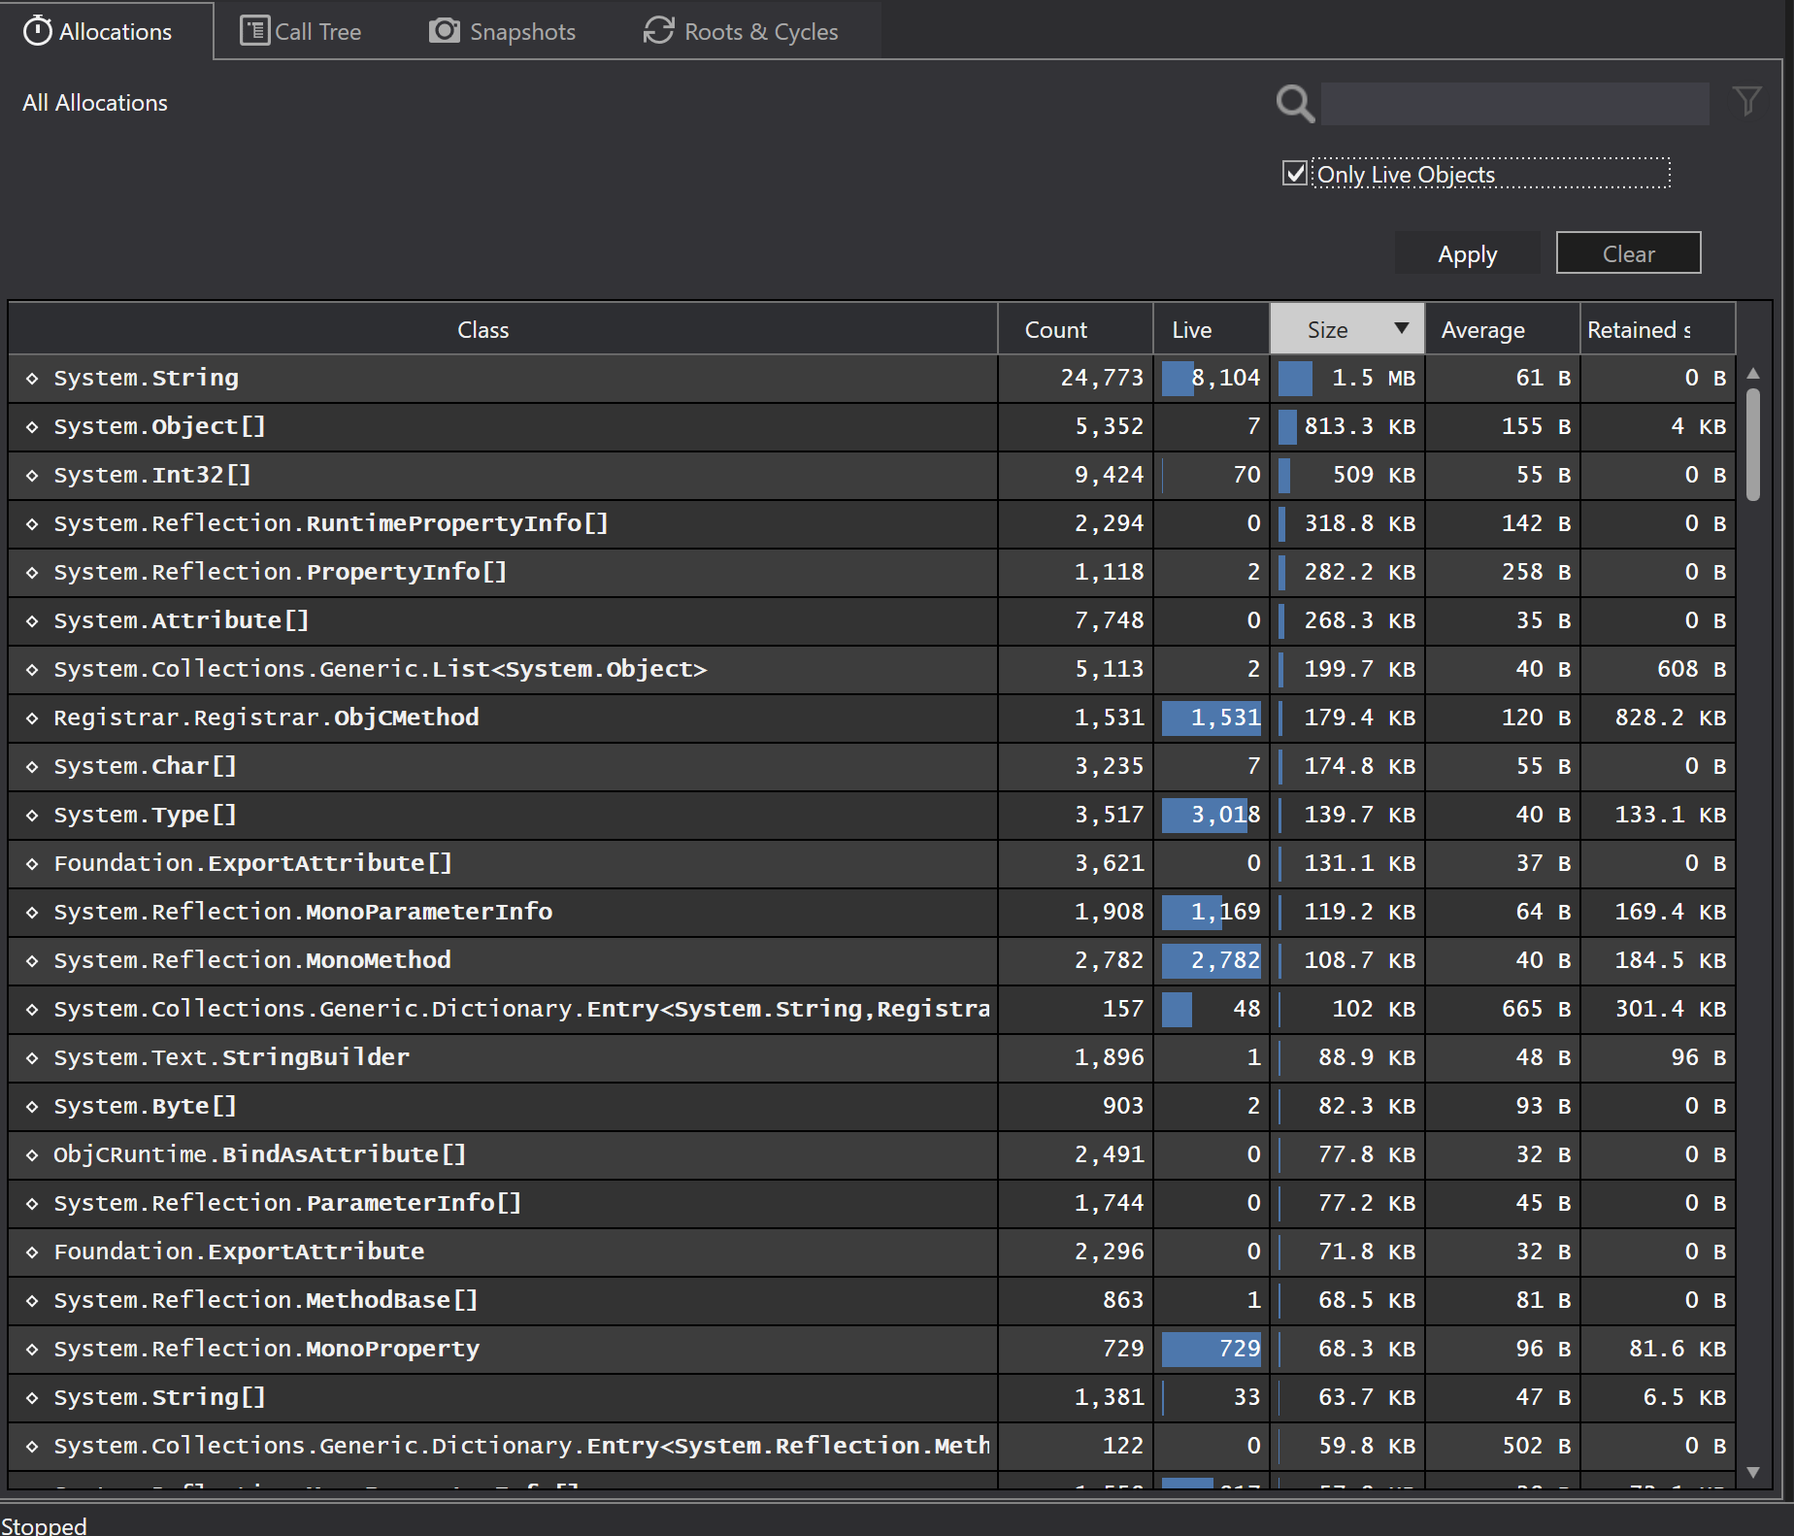 Allocations Call Tree Snapshots Roots & Cycles
All Allocations
Only Live Objects
Apply Clear
Class Count Live Size ▼ Average Retained s
System.String 24,773 8,104 1.5 MB 61 B 0 B
System.Object[] 5,352 7 813.3 KB 155 B 4 KB
System.Int32[] 9,424 70 509 KB 55 B 0 B
System.Reflection.RuntimePropertyInfo[] 2,294 0 318.8 KB 142 B 0 B
System.Reflection.PropertyInfo[] 1,118 2 282.2 KB 258 B 0 B
System.Attribute[] 7,748 0 268.3 KB 35 B 0 B
System.Collections.Generic.List<System.Object> 5,113 2 199.7 KB 40 B 608 B
Registrar.Registrar.ObjCMethod 1,531 1,531 179.4 KB 120 B 828.2 KB
System.Char[] 3,235 7 174.8 KB 55 B 0 B
System.Type[] 3,517 3,018 139.7 KB 40 B 133.1 KB
Foundation.ExportAttribute[] 3,621 0 131.1 KB 37 B 0 B
System.Reflection.MonoParameterInfo 1,908 1,169 119.2 KB 64 B 169.4 KB
System.Reflection.MonoMethod 2,782 2,782 108.7 KB 40 B 184.5 KB
System.Collections.Generic.Dictionary.Entry<System.String,Registra 157 48 102 KB 665 B 301.4 KB
System.Text.StringBuilder 1,896 1 88.9 KB 48 B 96 B
System.Byte[] 903 2 82.3 KB 93 B 0 B
ObjCRuntime.BindAsAttribute[] 2,491 0 77.8 KB 32 B 0 B
System.Reflection.ParameterInfo[] 1,744 0 77.2 KB 45 B 0 B
Foundation.ExportAttribute 2,296 0 71.8 KB 32 B 0 B
System.Reflection.MethodBase[] 863 1 68.5 KB 81 B 0 B
System.Reflection.MonoProperty 729 729 68.3 KB 96 B 81.6 KB
System.String[] 1,381 33 63.7 KB 47 B 6.5 KB
System.Collections.Generic.Dictionary.Entry<System.Reflection.Meth 122 0 59.8 KB 502 B 0 B
Stopped